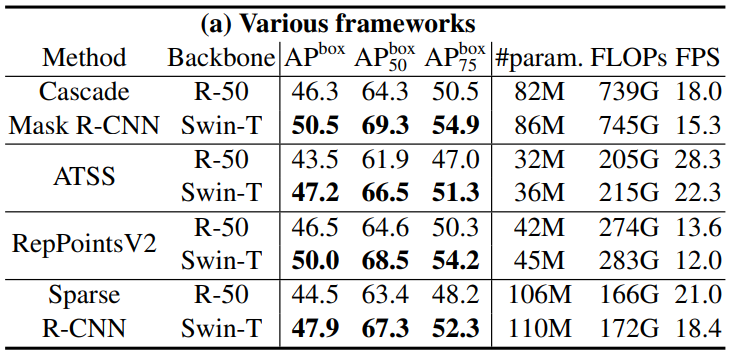 (a) Various frameworks
Method Backbone AP^box AP^box_50 AP^box_75 #param. FLOPs FPS
Cascade R-50 46.3 64.3 50.5 82M 739G 18.0
Mask R-CNN Swin-T 50.5 69.3 54.9 86M 745G 15.3
ATSS R-50 43.5 61.9 47.0 32M 205G 28.3
Swin-T 47.2 66.5 51.3 36M 215G 22.3
RepPointsV2 R-50 46.5 64.6 50.3 42M 274G 13.6
Swin-T 50.0 68.5 54.2 45M 283G 12.0
Sparse R-50 44.5 63.4 48.2 106M 166G 21.0
R-CNN Swin-T 47.9 67.3 52.3 110M 172G 18.4